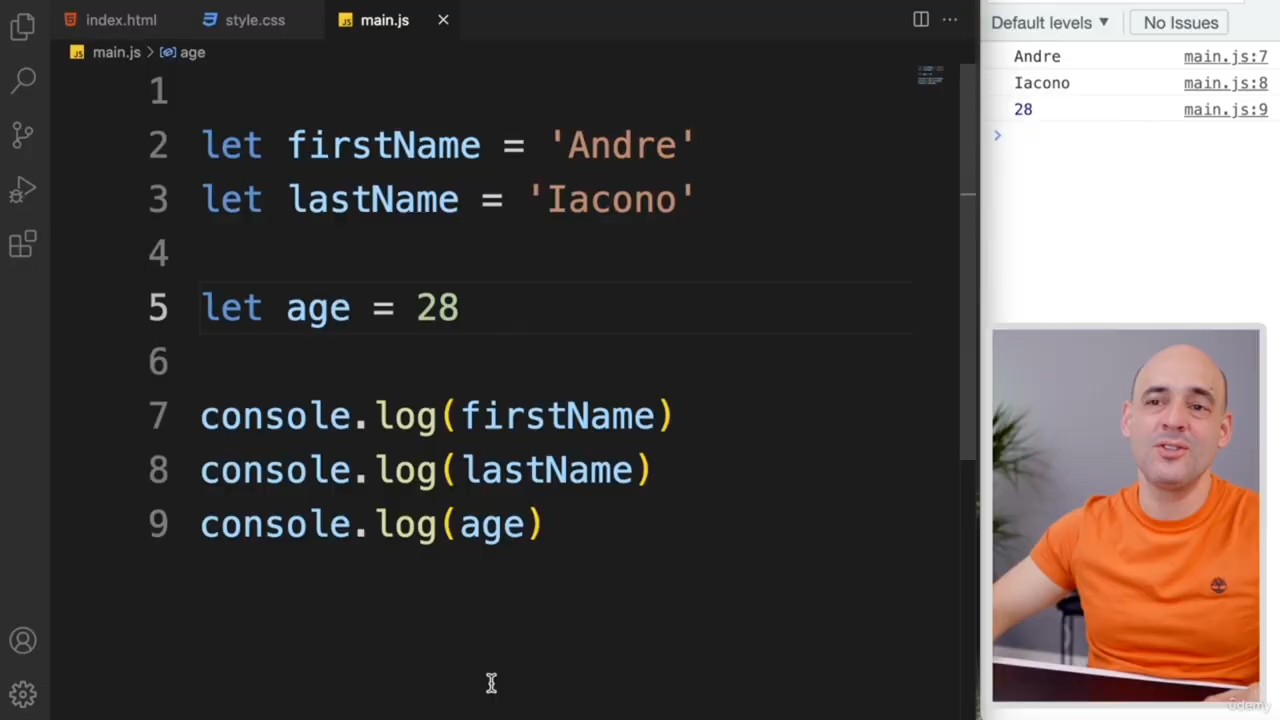 index.html
style.css
main.js
main.js > age
1
2 let firstName = 'Andre'
3 let lastName = 'Iacono'
4
5 let age = 28
6
7 console.log(firstName)
8 console.log(lastName)
9 console.log(age)
Default levels ▼ No Issues
Andre main.js:7
Iacono main.js:8
28 main.js:9
>
ûdemy